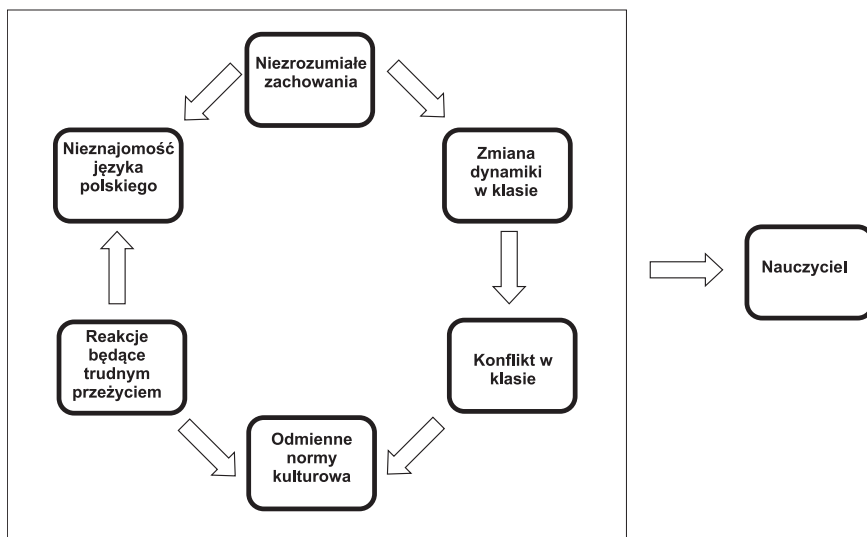 Niezrozumiałe
zachowania
Nieznajomość
języka
polskiego
Zmiana
dynamiki
w klasie
Nauczyciel
Reakcje
będące
trudnym
przeżyciem
Konflikt w
klasie
Odmienne
normy
kulturowa